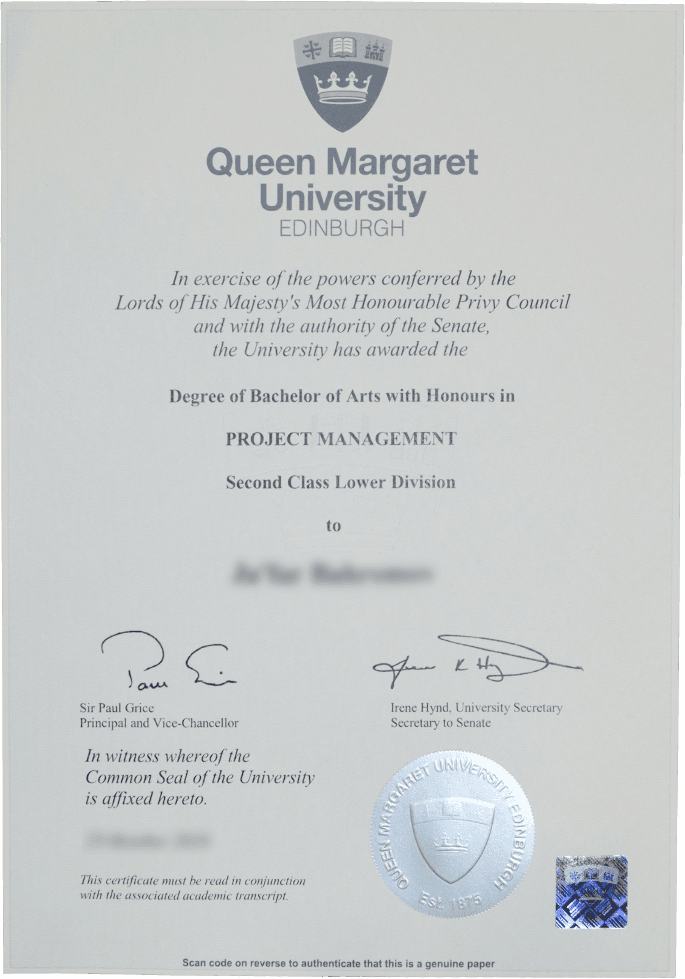 Queen Margaret
University
EDINBURGH
In exercise of the powers conferred by the
Lords of His Majesty's Most Honourable Privy Council
and with the authority of the Senate,
the University has awarded the
Degree of Bachelor of Arts with Honours in
PROJECT MANAGEMENT
Second Class Lower Division
to
Sir Paul Grice
Principal and Vice-Chancellor
Irene Hynd, University Secretary
Secretary to Senate
In witness whereof the
Common Seal of the University
is affixed hereto.
QUEEN MARGARET UNIVERSITY EDINBURGH
Est. 1875
This certificate must be read in conjunction
with the associated academic transcript.
Scan code on reverse to authenticate that this is a genuine paper